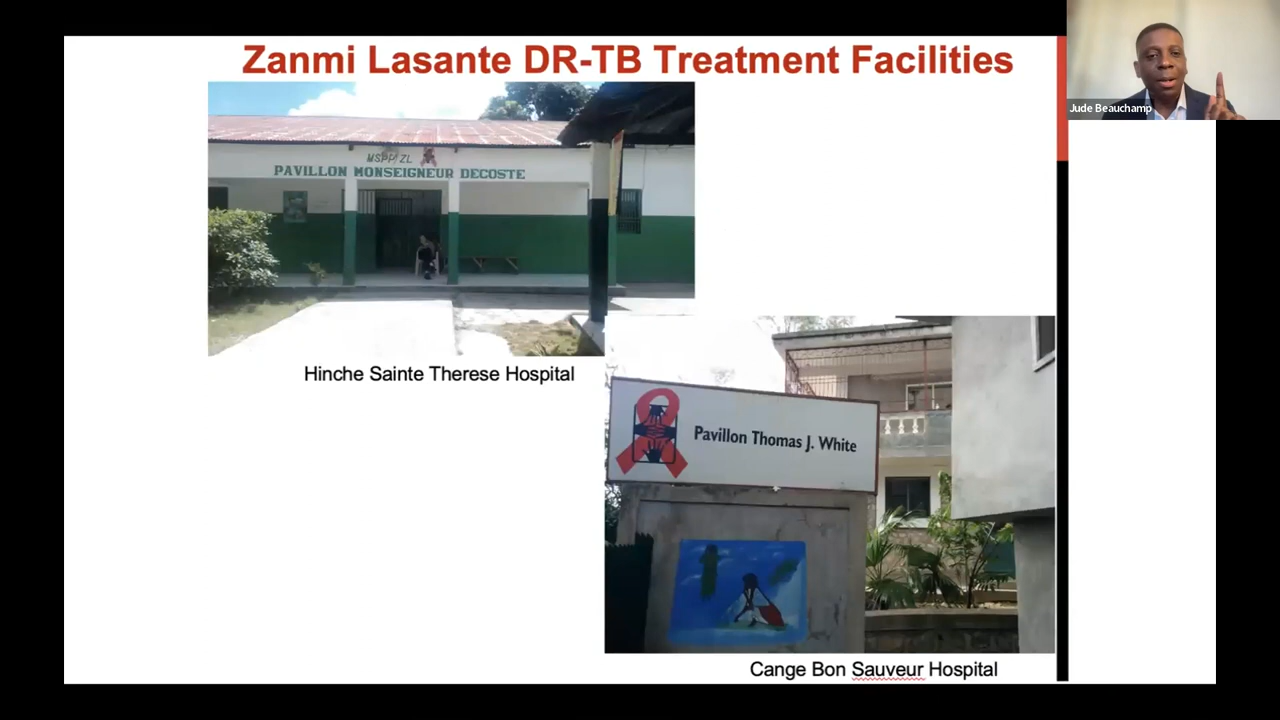 Zanmi Lasante DR-TB Treatment Facilities
Jude Beauchamp
MSPP/ZL
PAVILLON MONSEIGNEUR DECOSTE
Hinche Sainte Therese Hospital
Pavillon Thomas J. White
Cange Bon Sauveur Hospital